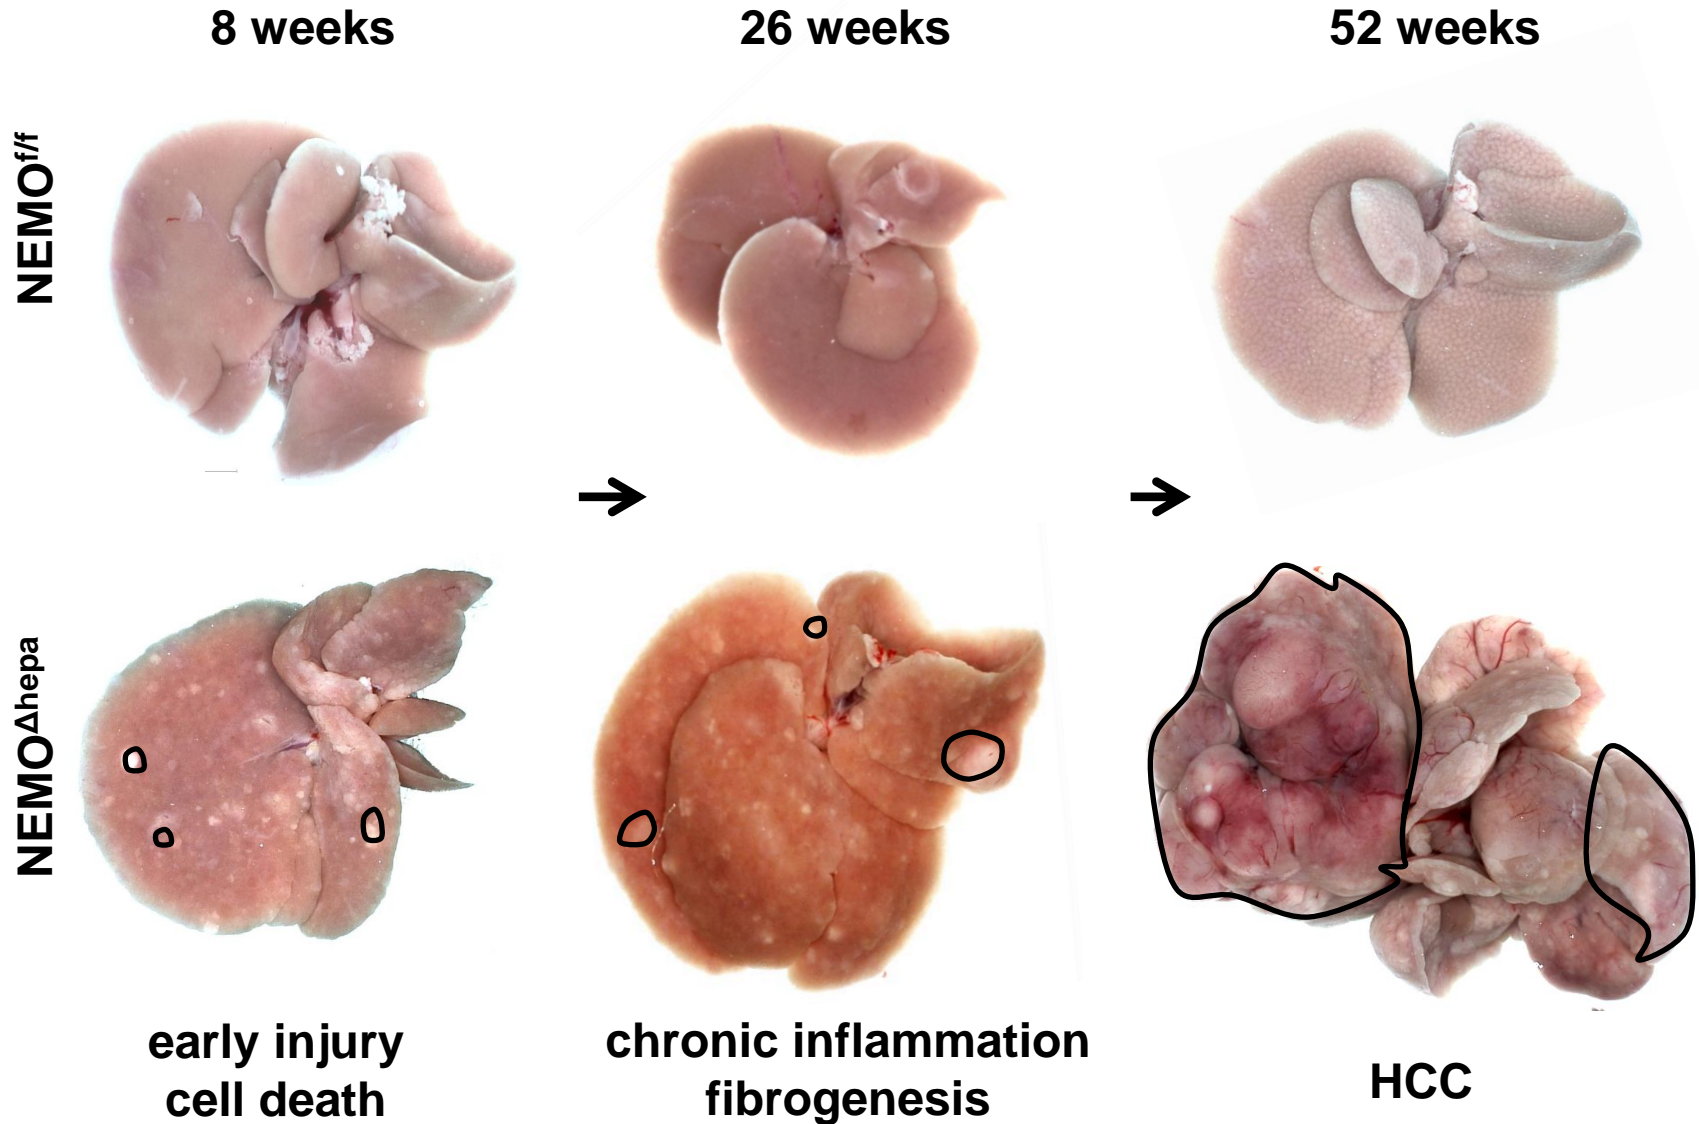 8 weeks
26 weeks
52 weeks
NEMOf/f
NEMOΔhepa
early injury
cell death
chronic inflammation
fibrogenesis
HCC